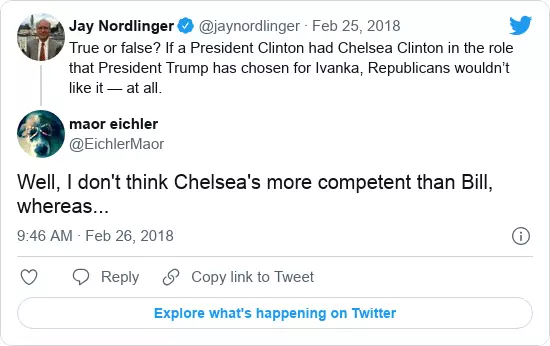 Jay Nordlinger @jaynordlinger · Feb 25, 2018
True or false? If a President Clinton had Chelsea Clinton in the role
that President Trump has chosen for Ivanka, Republicans wouldn’t
like it — at all.
maor eichler
@EichlerMaor
Well, I don't think Chelsea's more competent than Bill,
whereas...
9:46 AM · Feb 26, 2018
Reply
Copy link to Tweet
Explore what's happening on Twitter